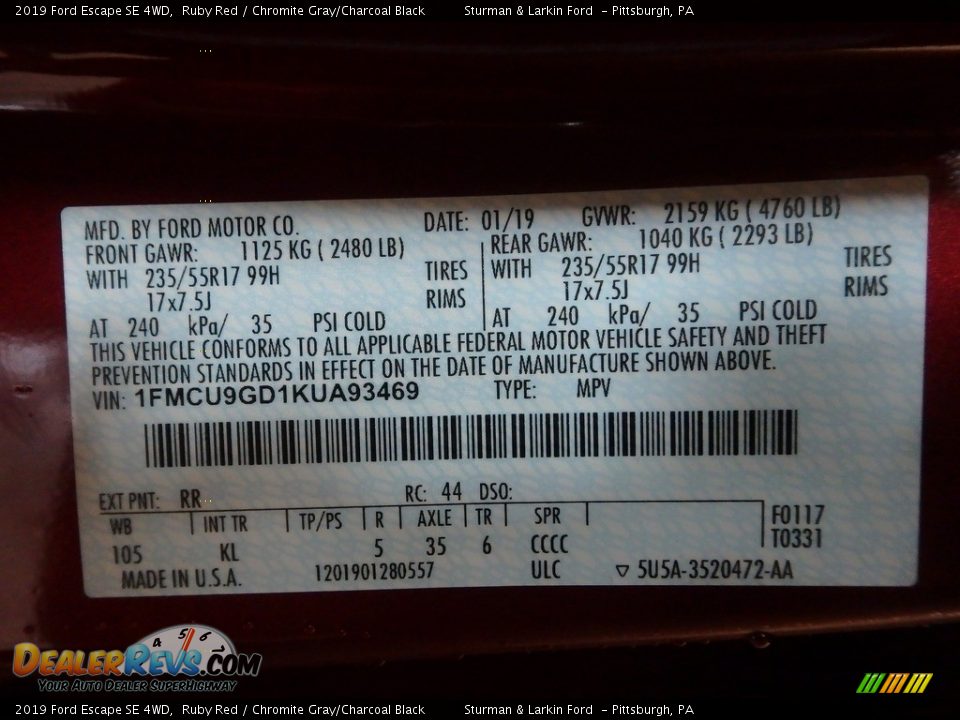 2019 Ford Escape SE 4WD, Ruby Red / Chromite Gray/Charcoal Black Sturman & Larkin Ford - Pittsburgh, PA
MFD. BY FORD MOTOR CO. DATE: 01/19 GVWR: 2159 KG ( 4760 LB)
FRONT GAWR: 1125 KG ( 2480 LB) REAR GAWR: 1040 KG ( 2293 LB)
WITH 235/55R17 99H TIRES WITH 235/55R17 99H TIRES
17x7.5J RIMS 17x7.5J RIMS
AT 240 kPa/ 35 PSI COLD AT 240 kPa/ 35 PSI COLD
THIS VEHICLE CONFORMS TO ALL APPLICABLE FEDERAL MOTOR VEHICLE SAFETY AND THEFT
PREVENTION STANDARDS IN EFFECT ON THE DATE OF MANUFACTURE SHOWN ABOVE.
VIN: 1FMCU9GD1KUA93469 TYPE: MPV
EXT PNT: RR RC: 44 DSO:
WB INT TR TP/PS R AXLE TR SPR F0117
105 KL 5 35 6 CCCC T0331
MADE IN U.S.A. 1201901280557 ULC ▽ 5U5A-3520472-AA
4 5 6
DEALERREVS.COM
Your Auto Dealer SuperHighway
2019 Ford Escape SE 4WD, Ruby Red / Chromite Gray/Charcoal Black Sturman & Larkin Ford - Pittsburgh, PA